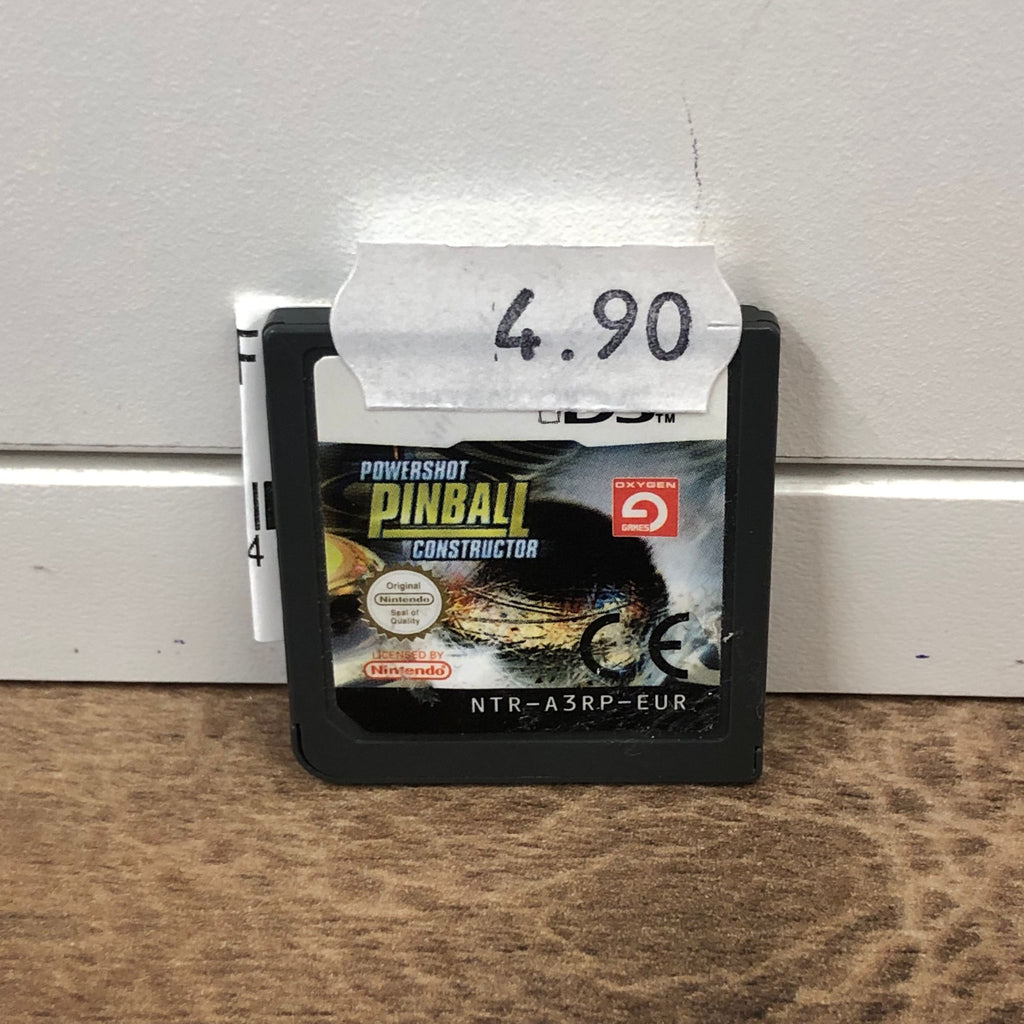 4.90
DS™
POWERSHOT
PINBALL
CONSTRUCTOR
OXYGEN
GAMES
Original
Nintendo
Seal of
Quality
LICENSED BY
Nintendo
CE
NTR-A3RP-EUR
F
4